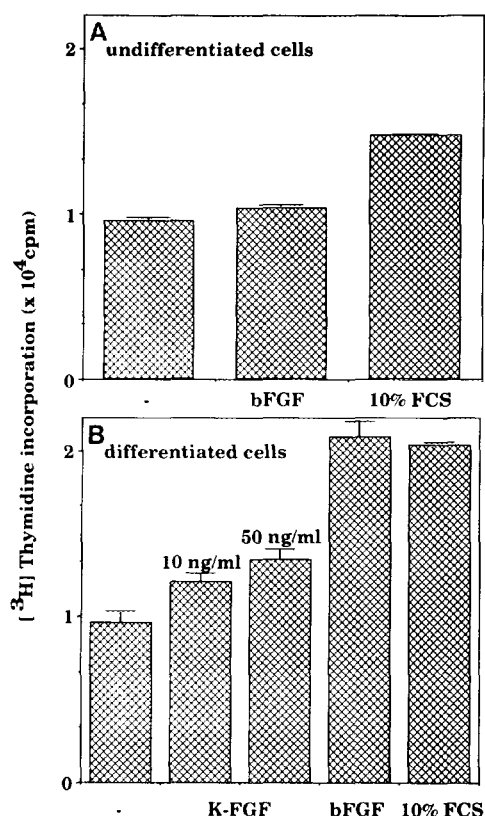 A
undifferentiated cells
2
1
0
- bFGF 10% FCS
[ ³H] Thymidine incorporation (x 10⁴cpm)
B
differentiated cells
2
1
0
10 ng/ml
50 ng/ml
- K-FGF bFGF 10% FCS